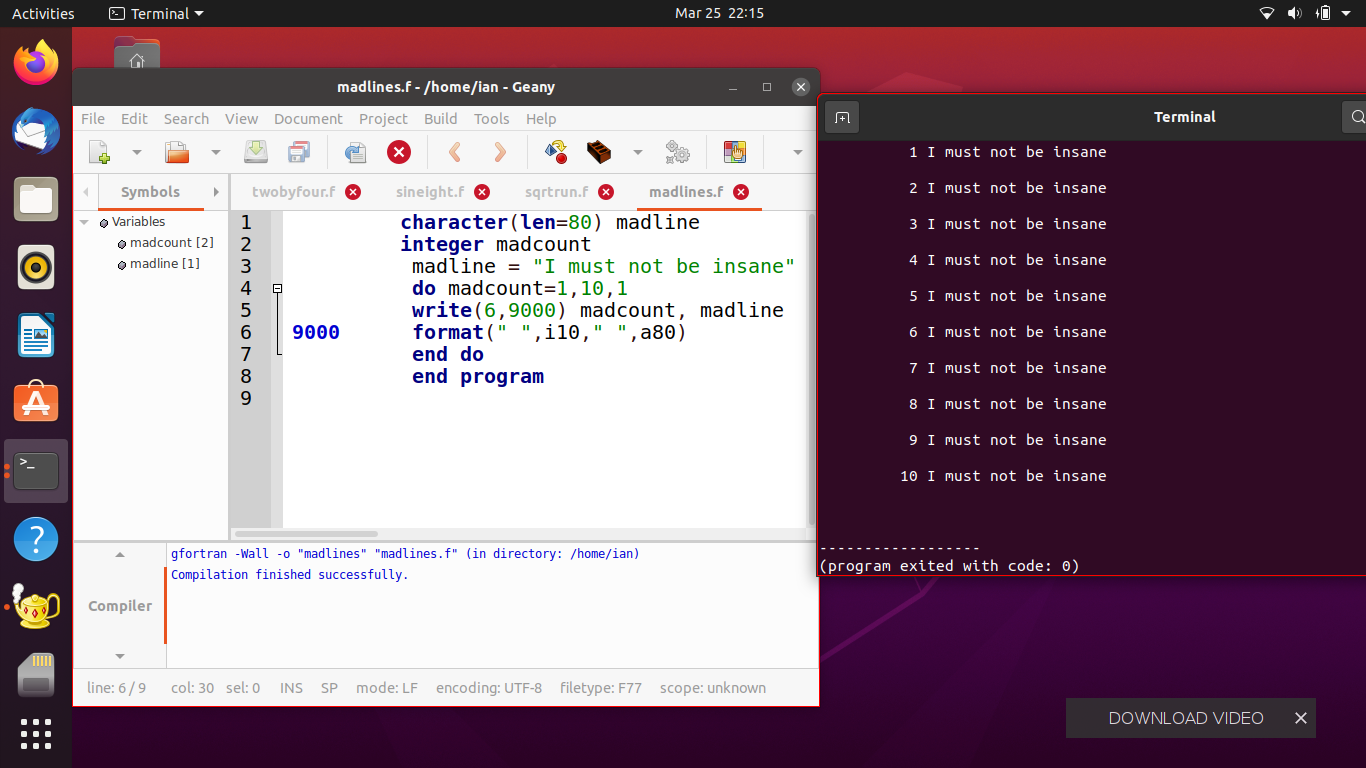 Activities Terminal Mar 25 22:15
madlines.f - /home/ian - Geany
File Edit Search View Document Project Build Tools Help
Symbols twobyfour.f sineight.f sqrtrun.f madlines.f
Variables
madcount [2]
madline [1]
1 character(len=80) madline
2 integer madcount
3 madline = "I must not be insane"
4 do madcount=1,10,1
5 write(6,9000) madcount, madline
6 9000 format(" ",i10," ",a80)
7 end do
8 end program
9
Compiler
gfortran -Wall -o "madlines" "madlines.f" (in directory: /home/ian)
Compilation finished successfully.
line: 6 / 9 col: 30 sel: 0 INS SP mode: LF encoding: UTF-8 filetype: F77 scope: unknown
Terminal
1 I must not be insane
2 I must not be insane
3 I must not be insane
4 I must not be insane
5 I must not be insane
6 I must not be insane
7 I must not be insane
8 I must not be insane
9 I must not be insane
10 I must not be insane
------------------
(program exited with code: 0)
DOWNLOAD VIDEO